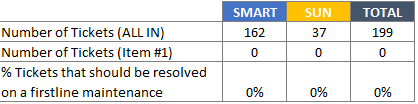 SMART SUN TOTAL
Number of Tickets (ALL IN) 162 37 199
Number of Tickets (Item #1) 0 0 0
% Tickets that should be resolved
on a firstline maintenance 0% 0% 0%